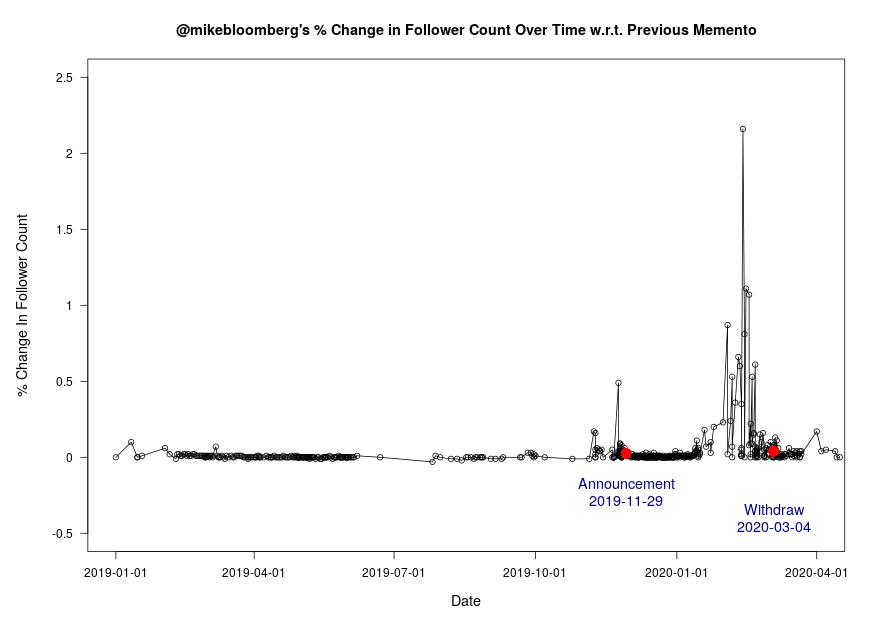 @mikebloomberg's % Change in Follower Count Over Time w.r.t. Previous Memento
% Change In Follower Count
2.5
2
1.5
1
0.5
0
-0.5
Announcement
2019-11-29
Withdraw
2020-03-04
2019-01-01 2019-04-01 2019-07-01 2019-10-01 2020-01-01 2020-04-01
Date